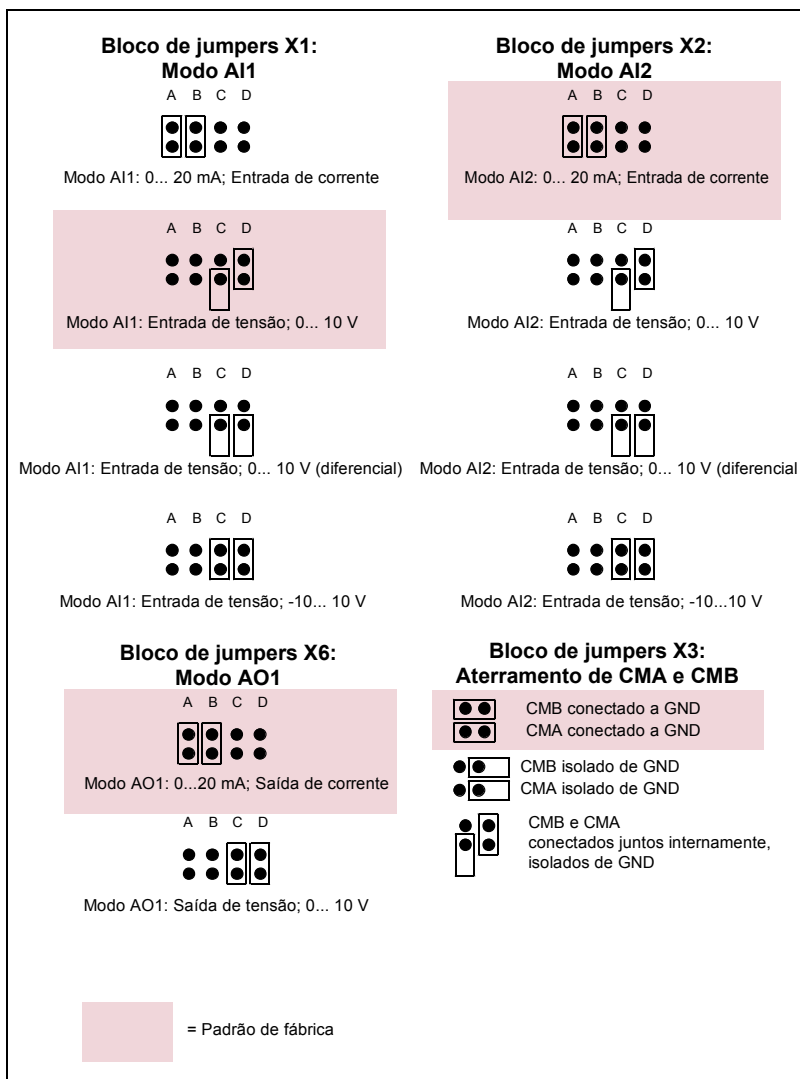 Bloco de jumpers X1:
Modo AI1
A B C D
Modo AI1: 0... 20 mA; Entrada de corrente
A B C D
Modo AI1: Entrada de tensão; 0... 10 V
A B C D
Modo AI1: Entrada de tensão; 0... 10 V (diferencial)
A B C D
Modo AI1: Entrada de tensão; -10... 10 V
Bloco de jumpers X2:
Modo AI2
A B C D
Modo AI2: 0... 20 mA; Entrada de corrente
A B C D
Modo AI2: Entrada de tensão; 0... 10 V
A B C D
Modo AI2: Entrada de tensão; 0... 10 V (diferencial
A B C D
Modo AI2: Entrada de tensão; -10...10 V
Bloco de jumpers X6:
Modo AO1
A B C D
Modo AO1: 0...20 mA; Saída de corrente
A B C D
Modo AO1: Saída de tensão; 0... 10 V
Bloco de jumpers X3:
Aterramento de CMA e CMB
CMB conectado a GND
CMA conectado a GND
CMB isolado de GND
CMA isolado de GND
CMB e CMA
conectados juntos internamente,
isolados de GND
= Padrão de fábrica